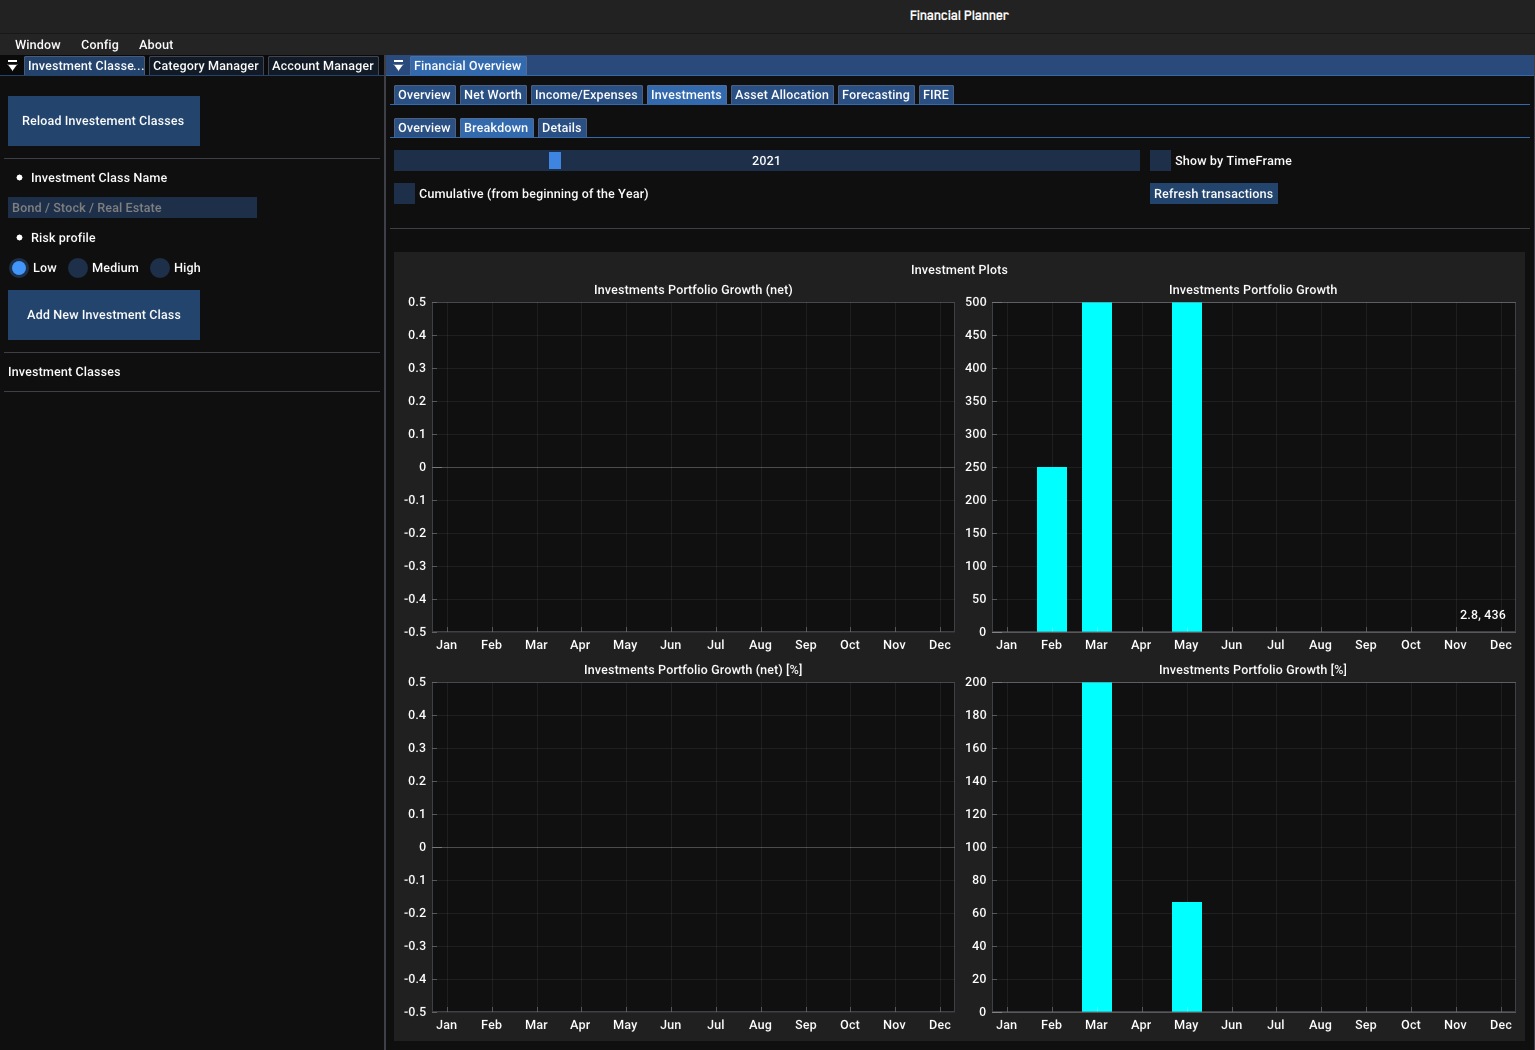 Financial Planner
Window Config About
Investment Classe... Category Manager Account Manager
Reload Investement Classes
Investment Class Name
Bond / Stock / Real Estate
Risk profile
Low Medium High
Add New Investment Class
Investment Classes
Financial Overview
Overview Net Worth Income/Expenses Investments Asset Allocation Forecasting FIRE
Overview Breakdown Details
2021 Show by TimeFrame
Cumulative (from beginning of the Year) Refresh transactions
Investment Plots
Investments Portfolio Growth (net)
0.5
0.4
0.3
0.2
0.1
0
-0.1
-0.2
-0.3
-0.4
-0.5
Jan Feb Mar Apr May Jun Jul Aug Sep Oct Nov Dec
Investments Portfolio Growth
500
450
400
350
300
250
200
150
100
50
0
2.8, 436
Jan Feb Mar Apr May Jun Jul Aug Sep Oct Nov Dec
Investments Portfolio Growth (net) [%]
0.5
0.4
0.3
0.2
0.1
0
-0.1
-0.2
-0.3
-0.4
-0.5
Jan Feb Mar Apr May Jun Jul Aug Sep Oct Nov Dec
Investments Portfolio Growth [%]
200
180
160
140
120
100
80
60
40
20
0
Jan Feb Mar Apr May Jun Jul Aug Sep Oct Nov Dec